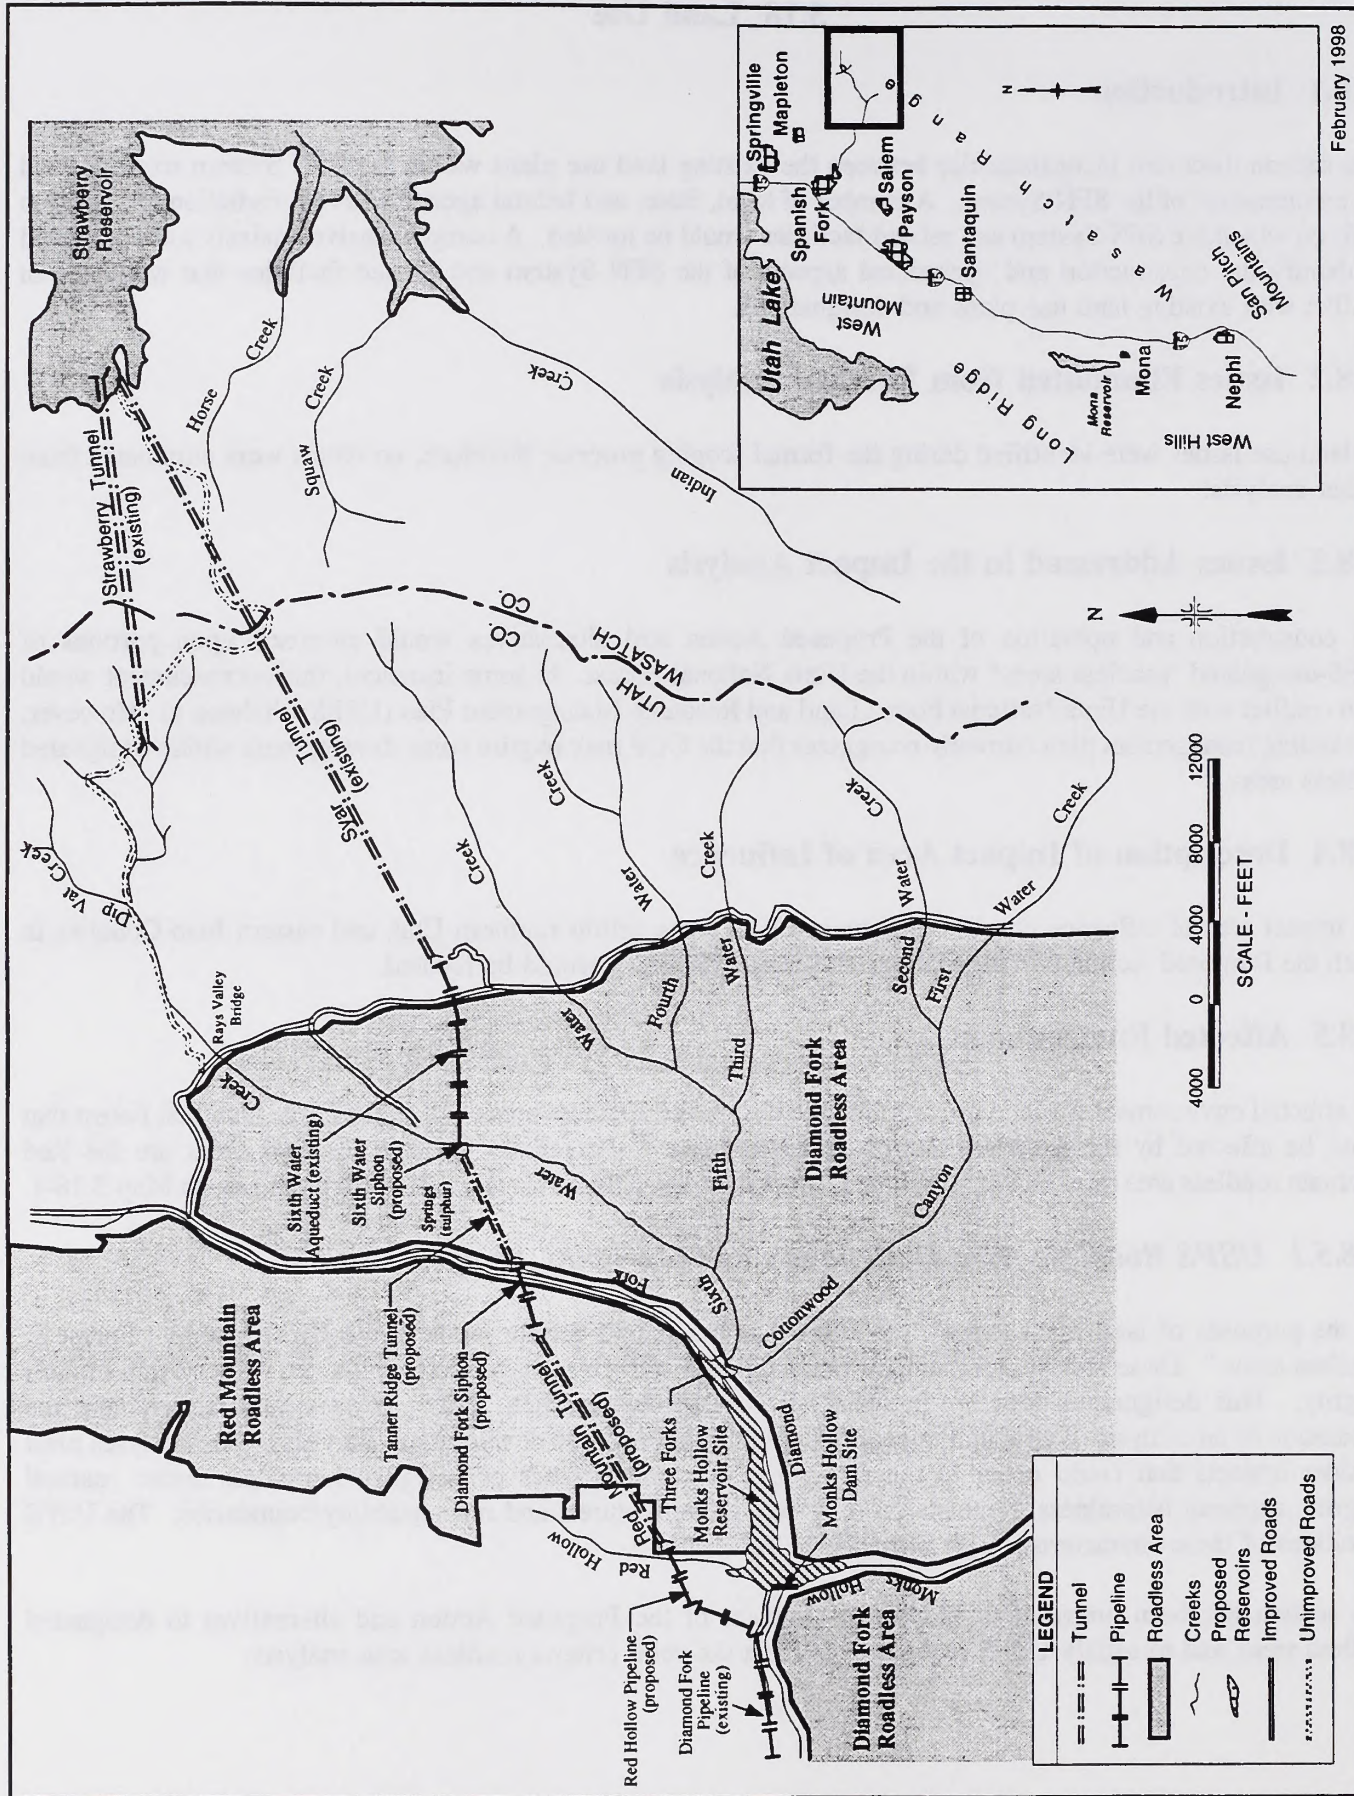 Strawberry
Reservoir
Strawberry Tunnel
(existing)
Horse
Creek
Squaw
Creek
Indian
Creek
Syar
Tunnel
(existing)
WASATCH
CO.
UTAH
CO.
Dip Vat Creek
Rays Valley
Bridge
Creek
Water
Creek
Water
Fourth
Water
Creek
Third
Water
Creek
Second
Water
Creek
First
Water
Creek
Fifth
Sixth
Cottonwood
Canyon
Fork
Diamond
Sixth Water
Aqueduct (existing)
Sixth Water
Siphon
(proposed)
Springs
(sulphur)
Tanner Ridge Tunnel
(proposed)
Diamond Fork Siphon
(proposed)
Red Mountain
Roadless Area
Red Mountain Tunnel
(proposed)
Three Forks
Monks Hollow
Reservoir Site
Monks Hollow
Dam Site
Red
Hollow
Monks
Hollow
Red Hollow Pipeline
(proposed)
Diamond Fork
Pipeline
(existing)
Diamond Fork
Roadless Area
Diamond Fork
Roadless Area
LEGEND
Tunnel
Pipeline
Roadless Area
Creeks
Proposed
Reservoirs
Improved Roads
Unimproved Roads
4000 0 4000 8000 12000
SCALE - FEET
N
Utah Lake
West
Mountain
Springville
Mapleton
Spanish
Fork
Salem
Payson
Santaquin
15
15
15
Long Ridge
Wasatch Range
Mona
Reservoir
Mona
Nephi
West Hills
San Pitch
Mountains
N
February 1998